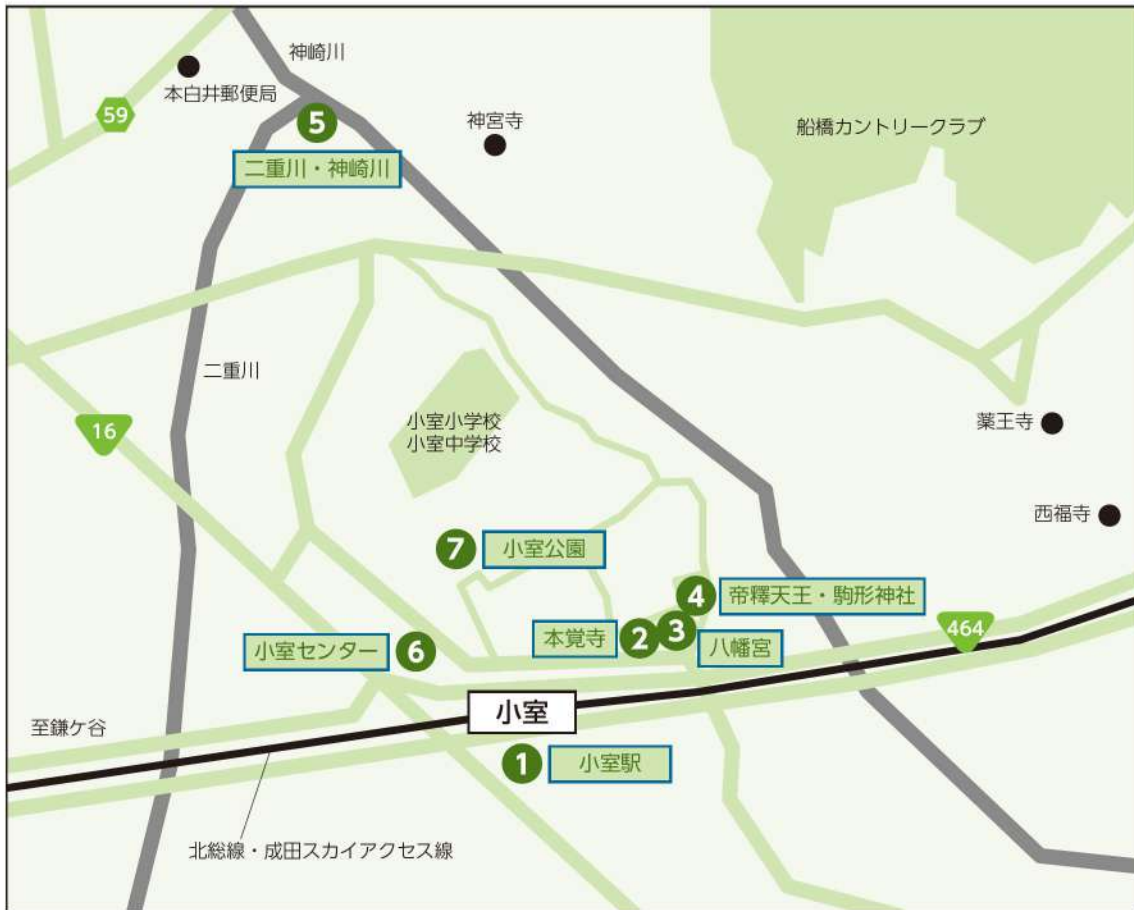 神崎川
本白井郵便局
59
5
神宮寺
船橋カントリークラブ
二重川・神崎川
二重川
16
小室小学校
小室中学校
薬王寺
西福寺
7
小室公園
4
帝釋天王・駒形神社
464
小室センター
6
本覚寺
2
3
八幡宮
小室
至鎌ケ谷
1
小室駅
北総線・成田スカイアクセス線